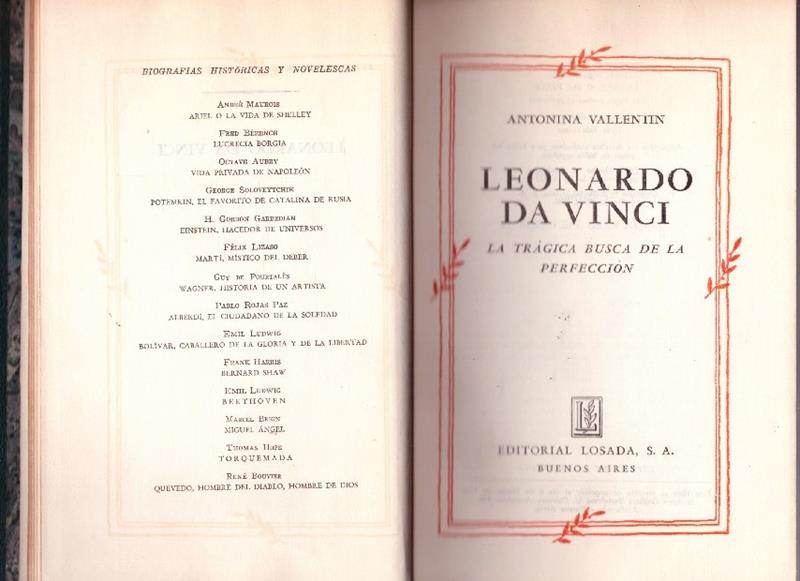 BIOGRAFIAS HISTÓRICAS Y NOVELESCAS
André Maurois
ARIEL O LA VIDA DE SHELLEY
Fred Bérence
LUCRECIA BORGIA
Octave Aubry
VIDA PRIVADA DE NAPOLEÓN
George Soloveytchik
POTEMKIN, EL FAVORITO DE CATALINA DE RUSIA
H. Gordon Garbedian
EINSTEIN, HACEDOR DE UNIVERSOS
Félix Lizaso
MARTÍ, MÍSTICO DEL DEBER
Guy de Pourtalès
WAGNER, HISTORIA DE UN ARTISTA
Pablo Rojas Paz
ALBERDI, EL CIUDADANO DE LA SOLEDAD
Emil Ludwig
BOLÍVAR, CABALLERO DE LA GLORIA Y DE LA LIBERTAD
Frank Harris
BERNARD SHAW
Emil Ludwig
BEETHOVEN
Marcel Brion
MIGUEL ÁNGEL
Thomas Hope
TORQUEMADA
René Bouvier
QUEVEDO, HOMBRE DEL DIABLO, HOMBRE DE DIOS
ANTONINA VALLENTIN
LEONARDO
DA VINCI
LA TRÁGICA BUSCA DE LA
PERFECCIÓN
L
EDITORIAL LOSADA, S. A.
BUENOS AIRES